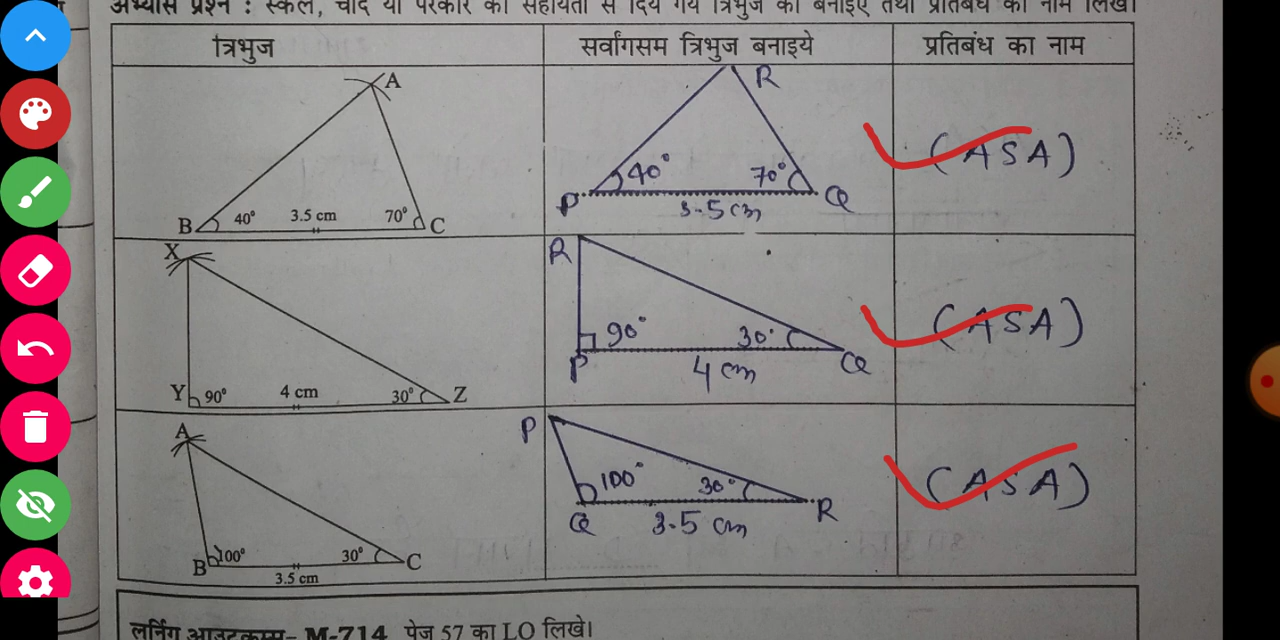 अभ्यास प्रश्न : स्केल, चाँदे या परकार की सहायता से दिये गये त्रिभुज को बनाइए तथा प्रतिबंध का नाम लिखो।
त्रिभुज सर्वांगसम त्रिभुज बनाइये प्रतिबंध का नाम
A
B 40° 3.5 cm 70° C
R
40° 70°
P Q
3.5 cm
(ASA)
X
Y 90° 4 cm 30° Z
R
90° 30°
P Q
4 cm
(ASA)
A
B 100° 30° C
3.5 cm
P
100° 30°
Q R
3.5 cm
(ASA)
लर्निंग आउटकम्स- M-714 पेज 57 का LO लिखे।